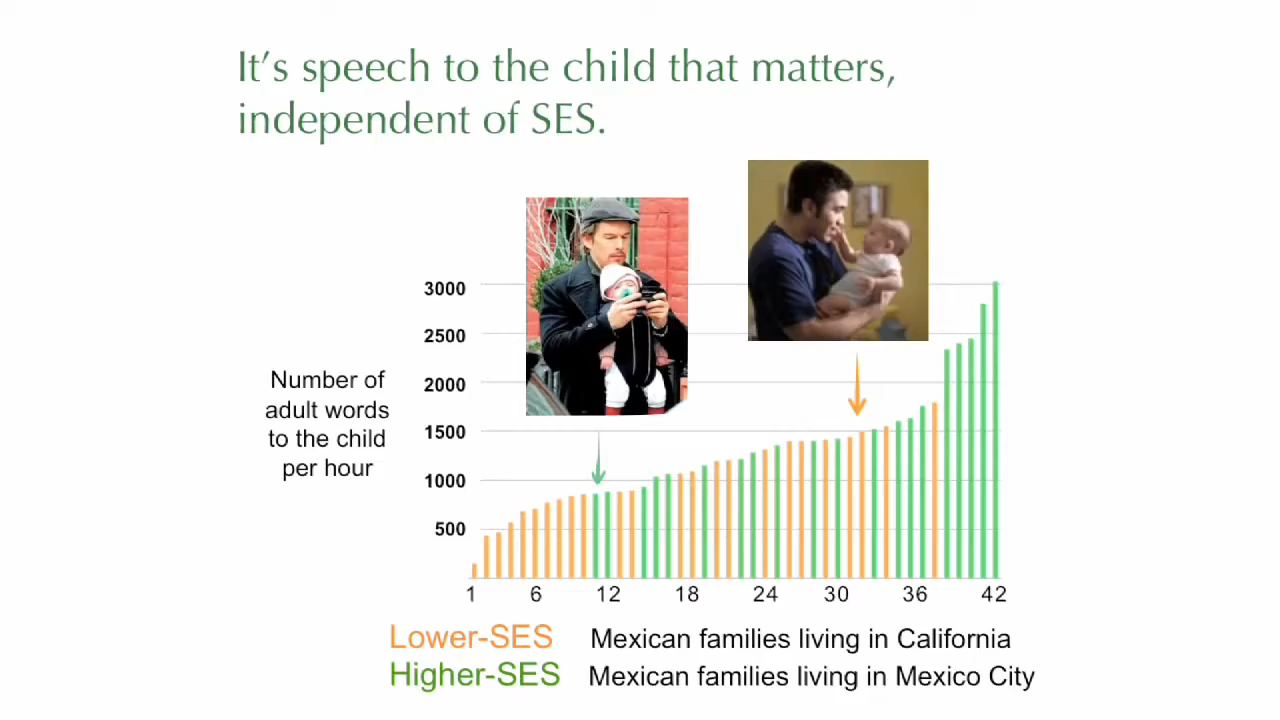 It's speech to the child that matters,
independent of SES.
Number of
adult words
to the child
per hour
3000
2500
2000
1500
1000
500
1 6 12 18 24 30 36 42
Lower-SES Mexican families living in California
Higher-SES Mexican families living in Mexico City